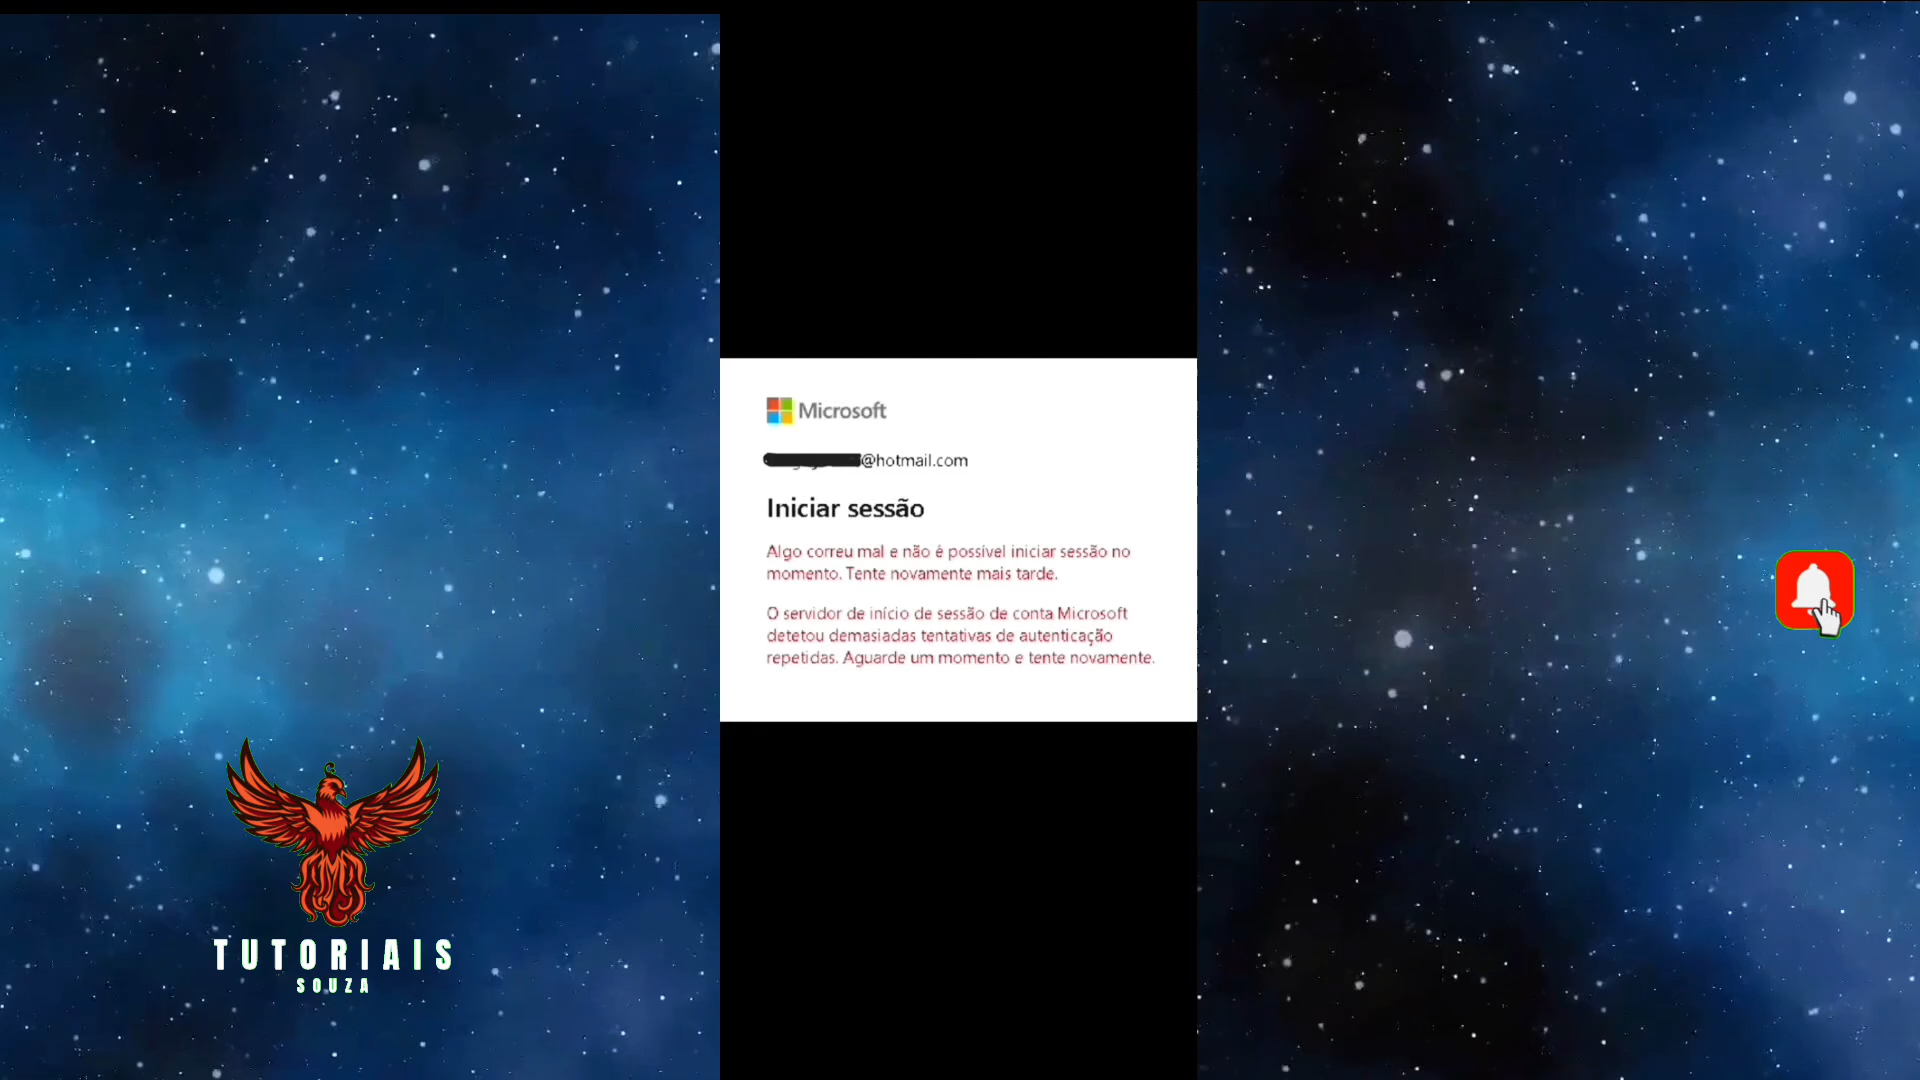 Microsoft
@hotmail.com
Iniciar sessão
Algo correu mal e não é possível iniciar sessão no
momento. Tente novamente mais tarde.
O servidor de início de sessão de conta Microsoft
detetou demasiadas tentativas de autenticação
repetidas. Aguarde um momento e tente novamente.
TUTORIAIS
SOUZA